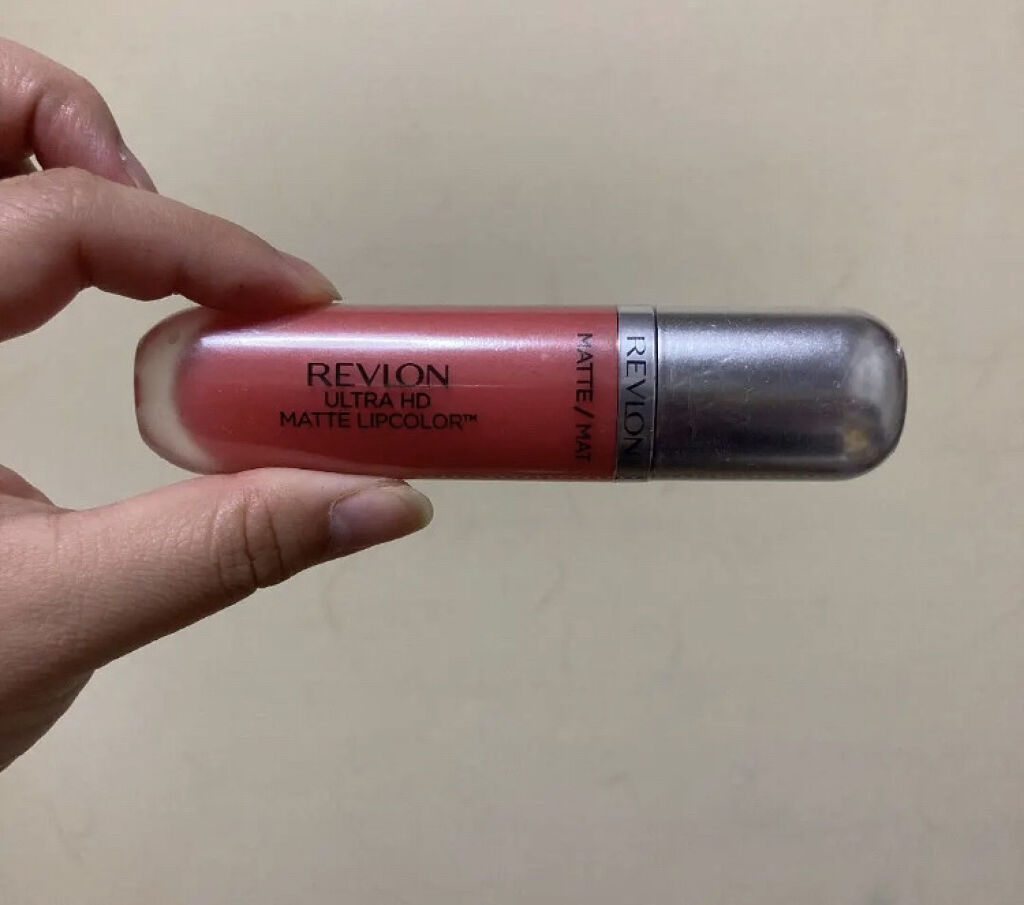 REVLON
ULTRA HD
MATTE LIPCOLOR™
MATTE / MAT
REVLON